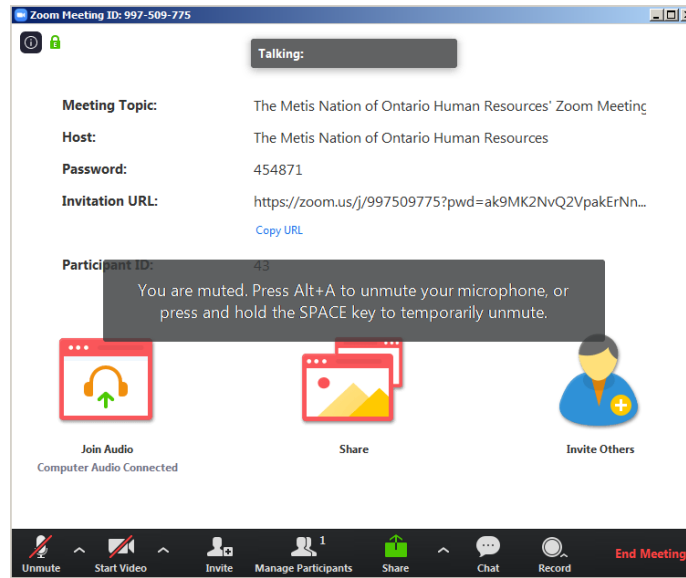 Zoom Meeting ID: 997-509-775
Talking:
Meeting Topic: The Metis Nation of Ontario Human Resources' Zoom Meeting
Host: The Metis Nation of Ontario Human Resources
Password: 454871
Invitation URL: https://zoom.us/j/997509775?pwd=ak9MK2NvQ2VpakErNn...
Copy URL
Participant ID: 43
You are muted. Press Alt+A to unmute your microphone, or
press and hold the SPACE key to temporarily unmute.
Join Audio Share Invite Others
Computer Audio Connected
1
Unmute Start Video Invite Manage Participants Share Chat Record End Meeting